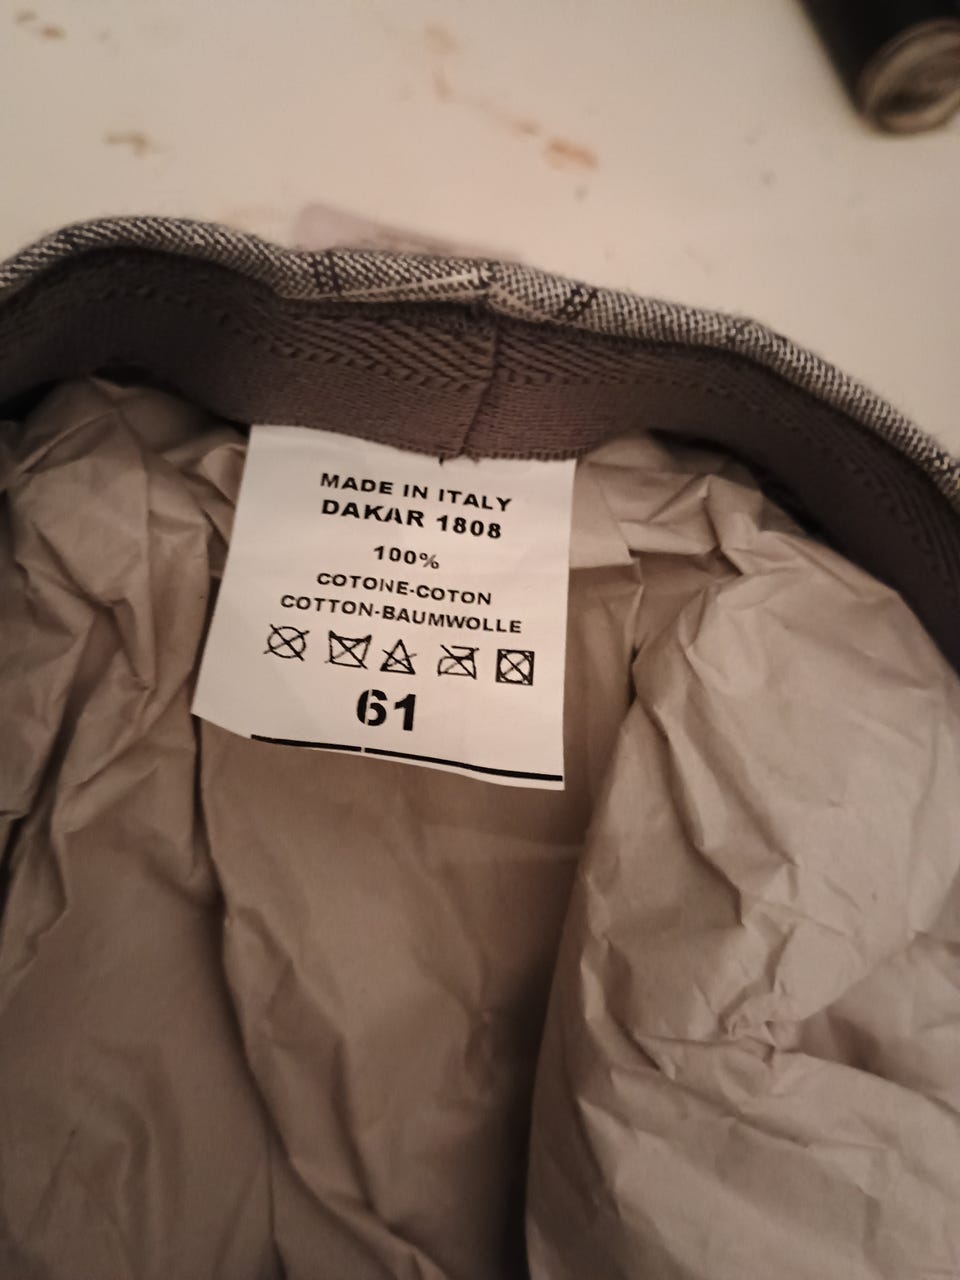 MADE IN ITALY
DAKAR 1808
100%
COTONE-COTON
COTTON-BAUMWOLLE
61